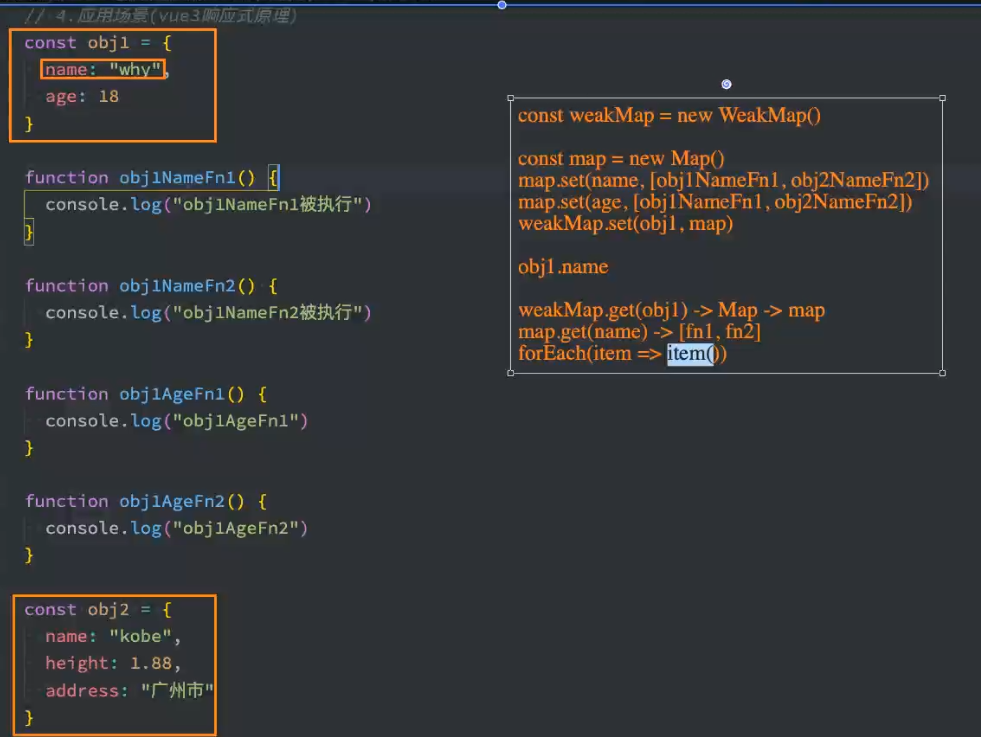 // 4.应用场景(vue3响应式原理)
const obj1 = {
name: "why",
age: 18
}
function obj1NameFn1() {
console.log("obj1NameFn1被执行")
}
function obj1NameFn2() {
console.log("obj1NameFn2被执行")
}
function obj1AgeFn1() {
console.log("obj1AgeFn1")
}
function obj1AgeFn2() {
console.log("obj1AgeFn2")
}
const obj2 = {
name: "kobe",
height: 1.88,
address: "广州市"
}
const weakMap = new WeakMap()
const map = new Map()
map.set(name, [obj1NameFn1, obj2NameFn2])
map.set(age, [obj1NameFn1, obj2NameFn2])
weakMap.set(obj1, map)
obj1.name
weakMap.get(obj1) -> Map -> map
map.get(name) -> [fn1, fn2]
forEach(item => item())